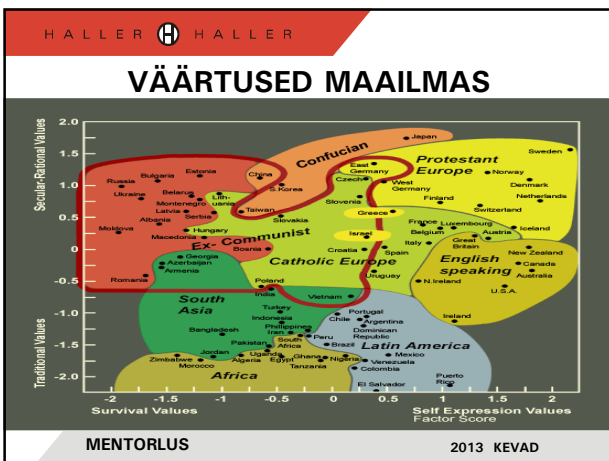 HALLER H HALLER
VÄÄRTUSED MAAILMAS
Secular-Rational Values
Traditional Values
2.0
1.5
1.0
0.5
0
-0.5
-1.0
-1.5
-2.0
Japan
Confucian
Sweden
East Germany
Protestant Europe
Estonia
Bulgaria
China
Czech
West Germany
Norway
Russia
S.Korea
Denmark
Ukraine
Belarus
Lithuania
Slovenia
Finland
Netherlands
Montenegro
Switzerland
Latvia
Serbia
Taiwan
Slovakia
Greece
Albania
France
Luxembourg
Iceland
Moldova
Hungary
Belgium
Austria
Macedonia
Israel
Great Britain
Ex- Communist
Italy
New Zealand
Bosnia
Croatia
Spain
Georgia
Catholic Europe
English speaking
Azerbaijan
Canada
Armenia
Uruguay
Australia
Romania
Poland
N.Ireland
U.S.A.
India
Vietnam
South Asia
Turkey
Portugal
Indonesia
Chile
Argentina
Ireland
Philippines
Dominican Republic
Bangladesh
Iran
Peru
South Africa
Brazil
Latin America
Pakistan
Jordan
Uganda
Ghana
Nigeria
Mexico
Zimbabwe
Algeria
Egypt
Tanzania
Venezuela
Morocco
Colombia
Africa
El Salvador
Puerto Rico
-2
-1.5
-1
-0.5
0
0.5
1
1.5
2
Survival Values
Self Expression Values
Factor Score
MENTORLUS
2013 KEVAD